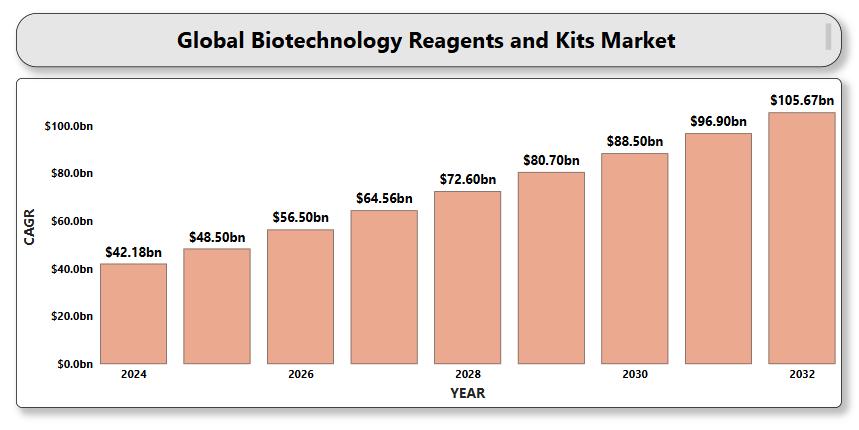 Global Biotechnology Reagents and Kits Market
$105.67bn
$96.90bn
$88.50bn
$80.70bn
$72.60bn
$64.56bn
$56.50bn
$48.50bn
$42.18bn
$100.0bn
$80.0bn
$60.0bn
$40.0bn
$20.0bn
$0.0bn
CAGR
2024
2026
2028
2030
2032
YEAR